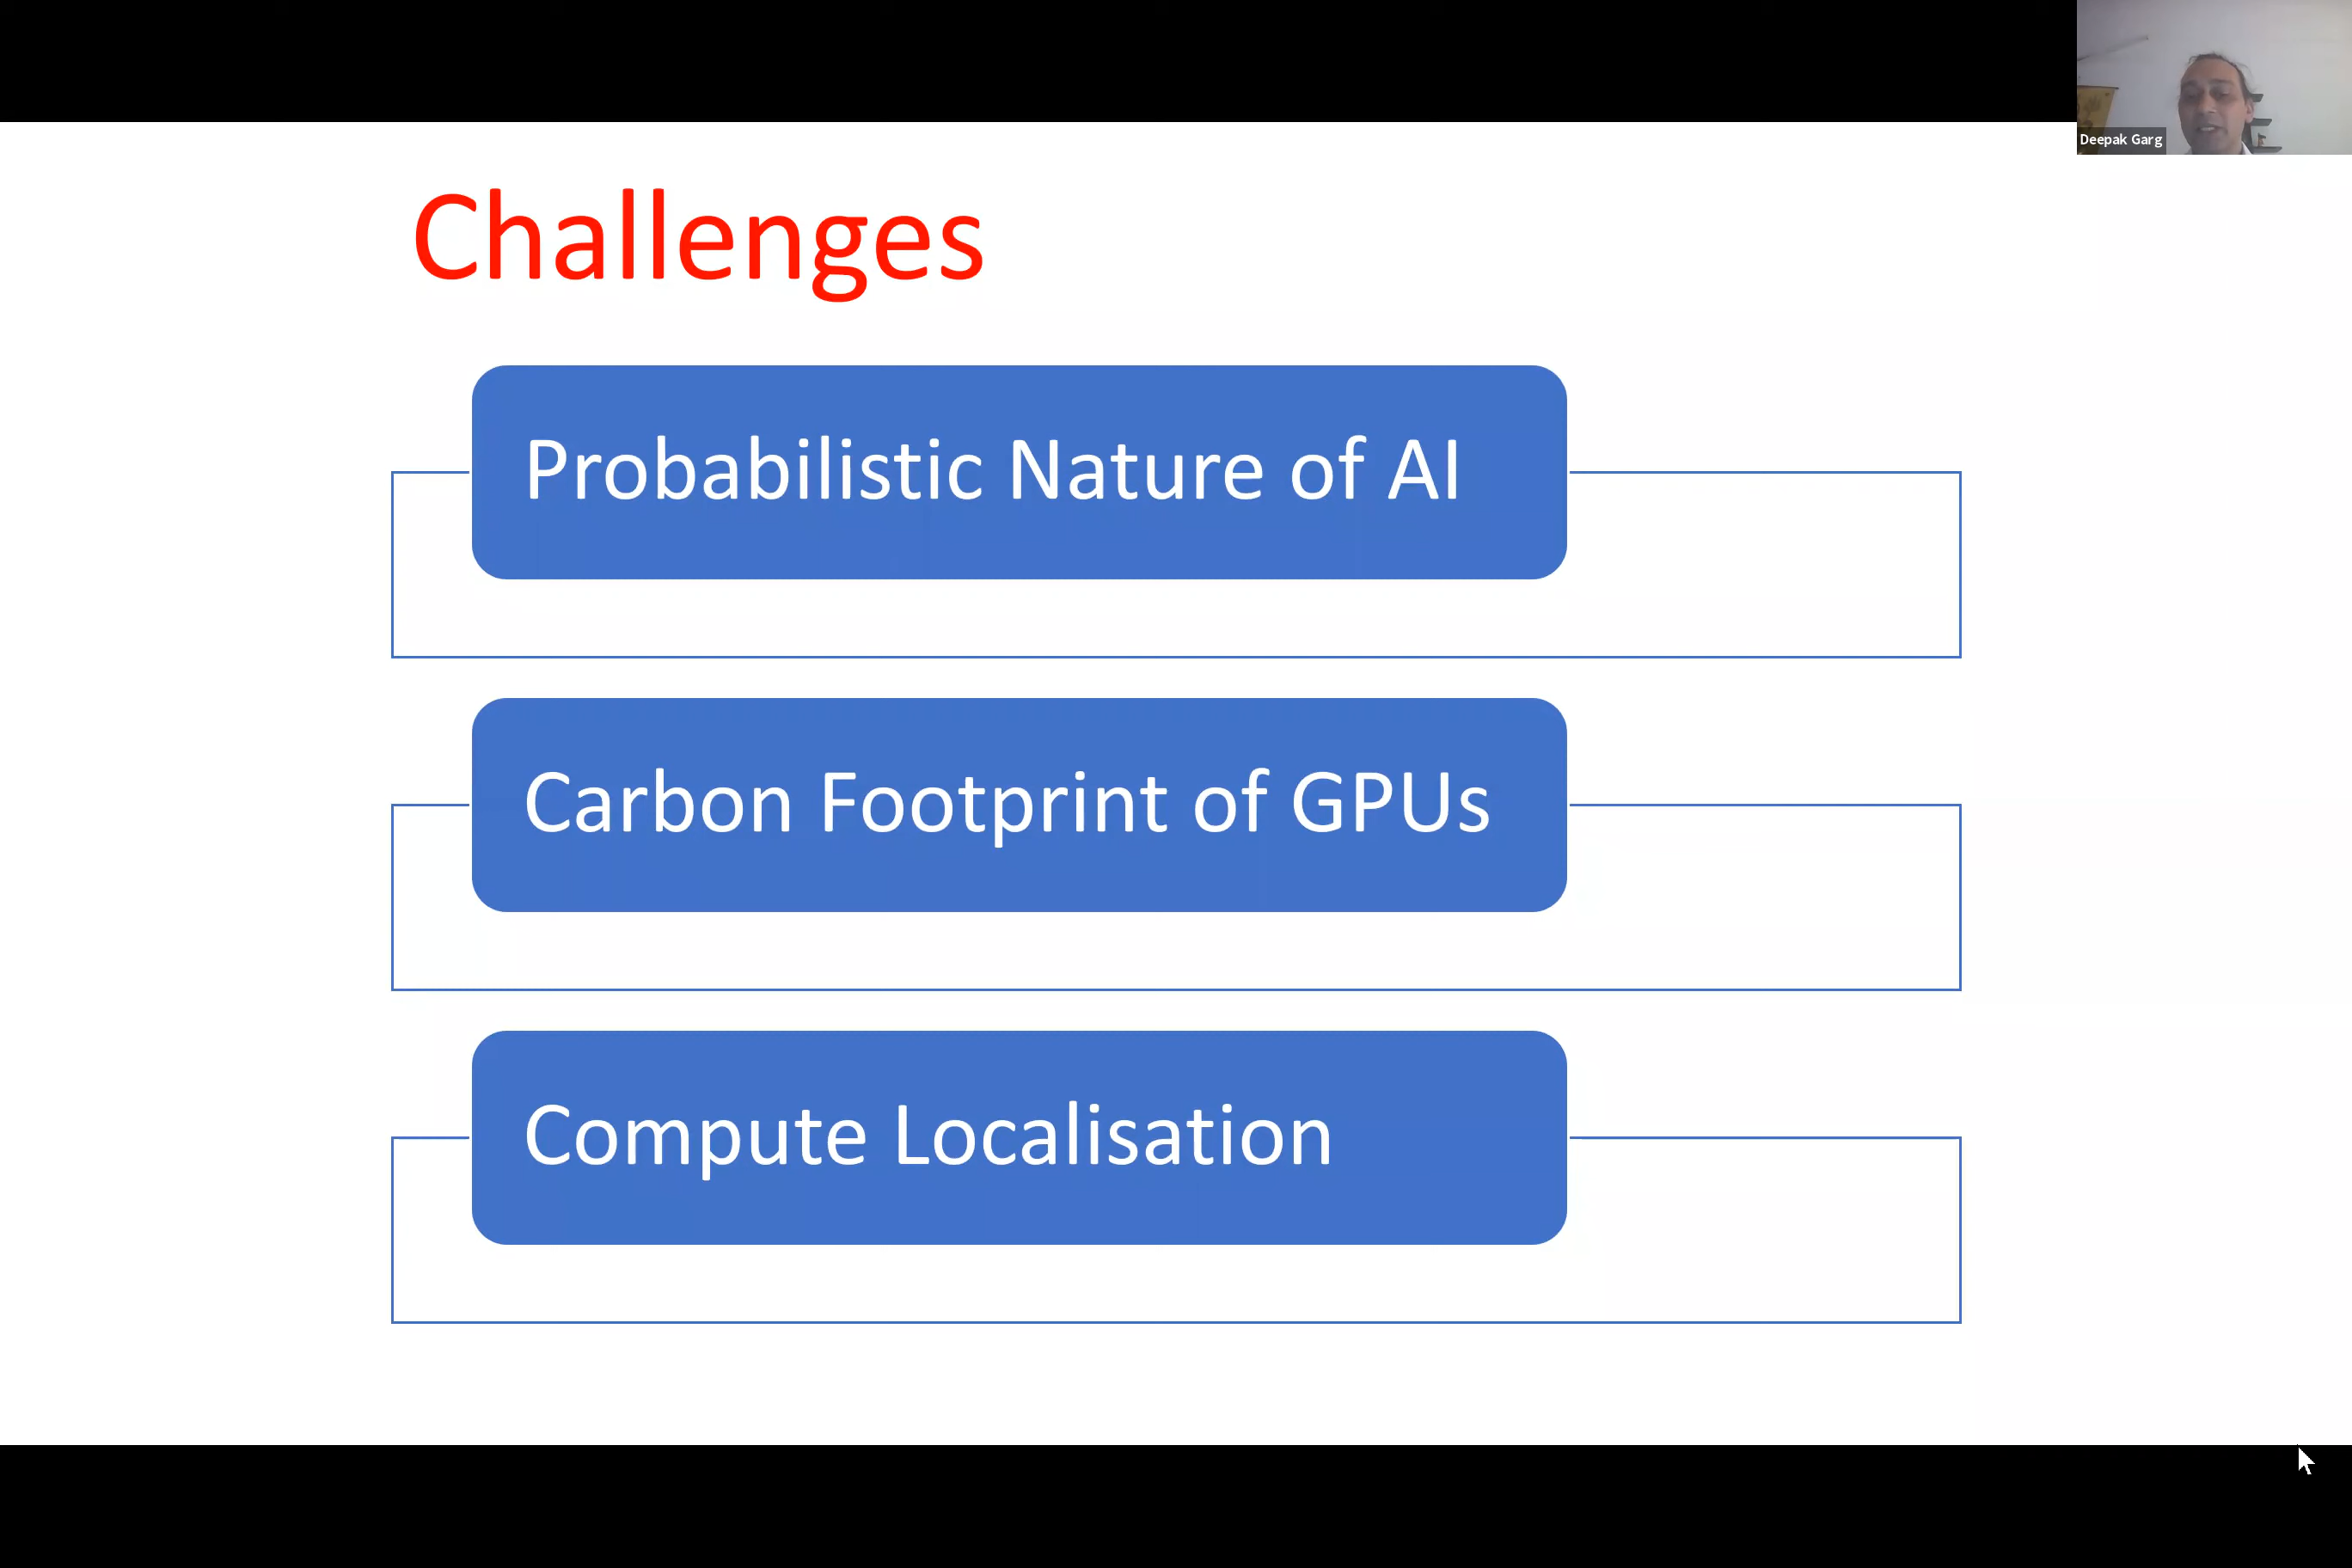 Deepak Garg
Challenges
Probabilistic Nature of AI
Carbon Footprint of GPUs
Compute Localisation